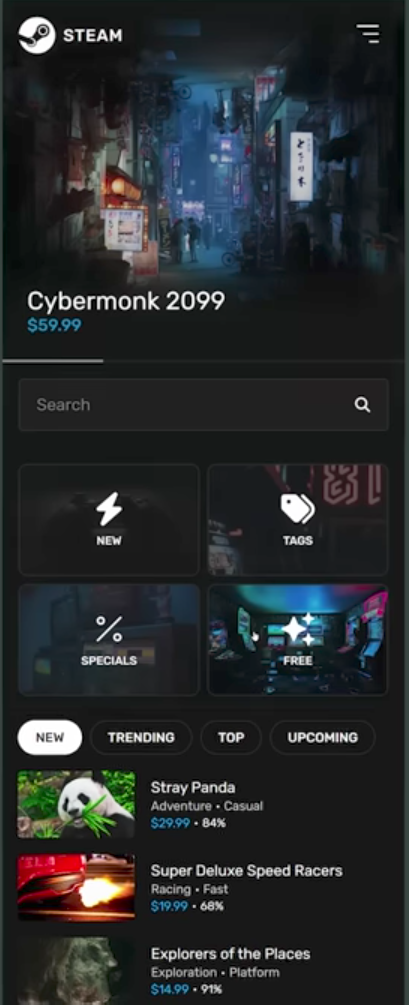 STEAM
Cybermonk 2099
$59.99
Search
NEW
TAGS
SPECIALS
FREE
NEW
TRENDING
TOP
UPCOMING
Stray Panda
Adventure • Casual
$29.99 • 84%
Super Deluxe Speed Racers
Racing • Fast
$19.99 • 68%
Explorers of the Places
Exploration • Platform
$14.99 • 91%